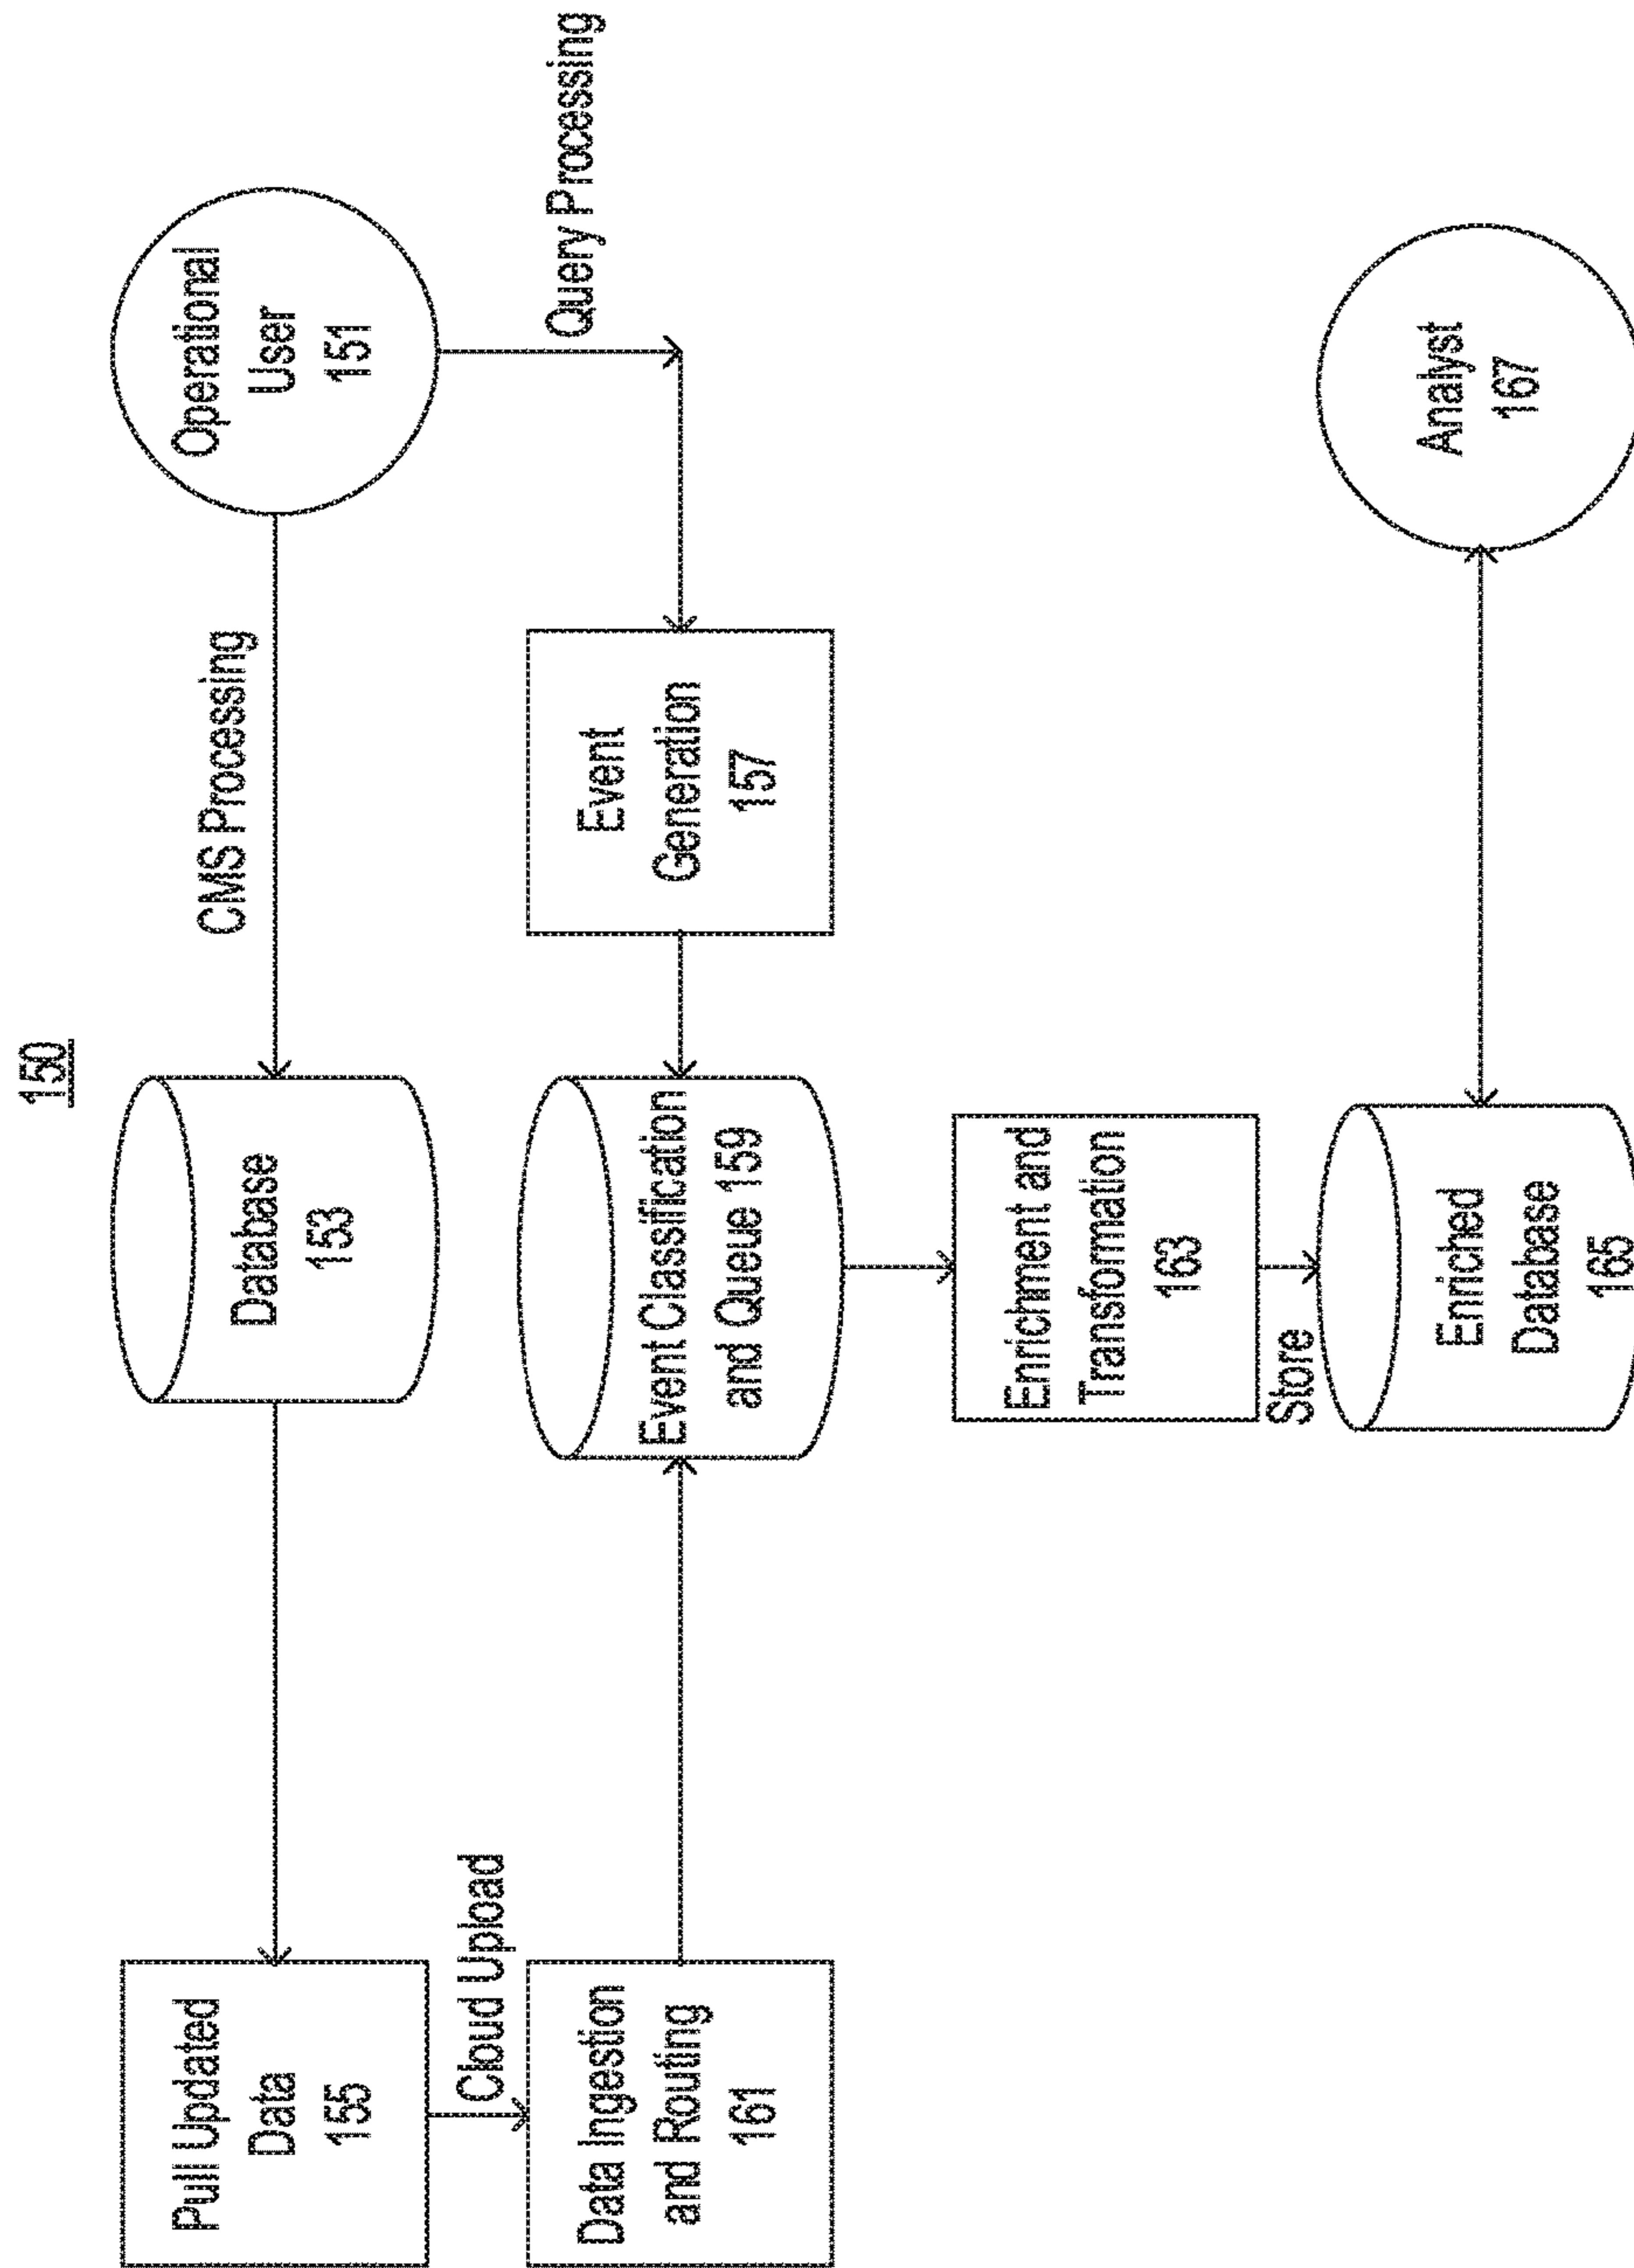 150
Pull Updated
Data
155
Database
153
CMS Processing
Operational
User
151
Cloud Upload
Query Processing
Data Ingestion
and Routing
161
Event Classification
and Queue 159
Event
Generation
157
Enrichment and
Transformation
163
Store
Enriched
Database
165
Analyst
167